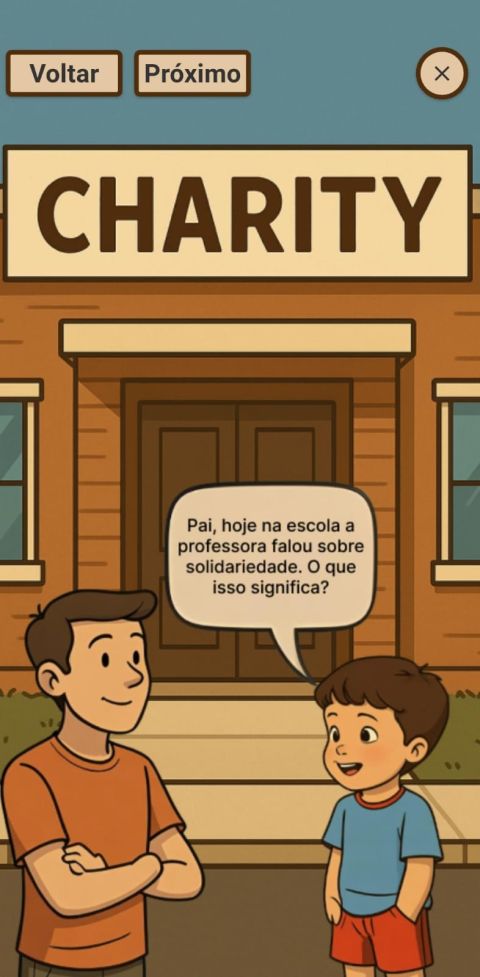 Voltar
Próximo
CHARITY
Pai, hoje na escola a
professora falou sobre
solidariedade. O que
isso significa?